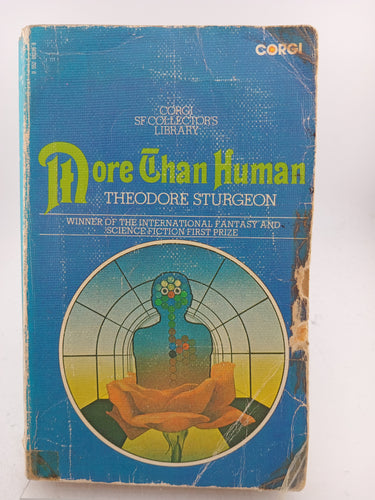 CORGI
CORGI
SF COLLECTOR'S
LIBRARY
More Than Human
THEODORE STURGEON
WINNER OF THE INTERNATIONAL FANTASY AND
SCIENCE FICTION FIRST PRIZE